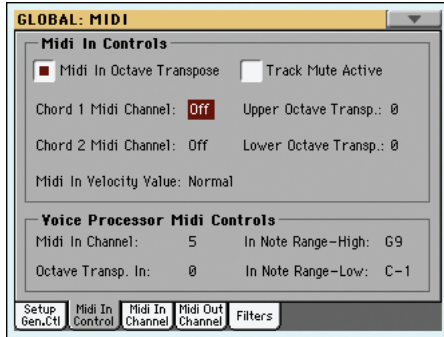 GLOBAL: MIDI
Midi In Controls
Midi In Octave Transpose Track Mute Active
Chord 1 Midi Channel: Off Upper Octave Transp.: 0
Chord 2 Midi Channel: Off Lower Octave Transp.: 0
Midi In Velocity Value: Normal
Voice Processor Midi Controls
Midi In Channel: 5 In Note Range-High: G9
Octave Transp. In: 0 In Note Range-Low: C-1
Setup Gen.Ctl Midi In Control Midi In Channel Midi Out Channel Filters